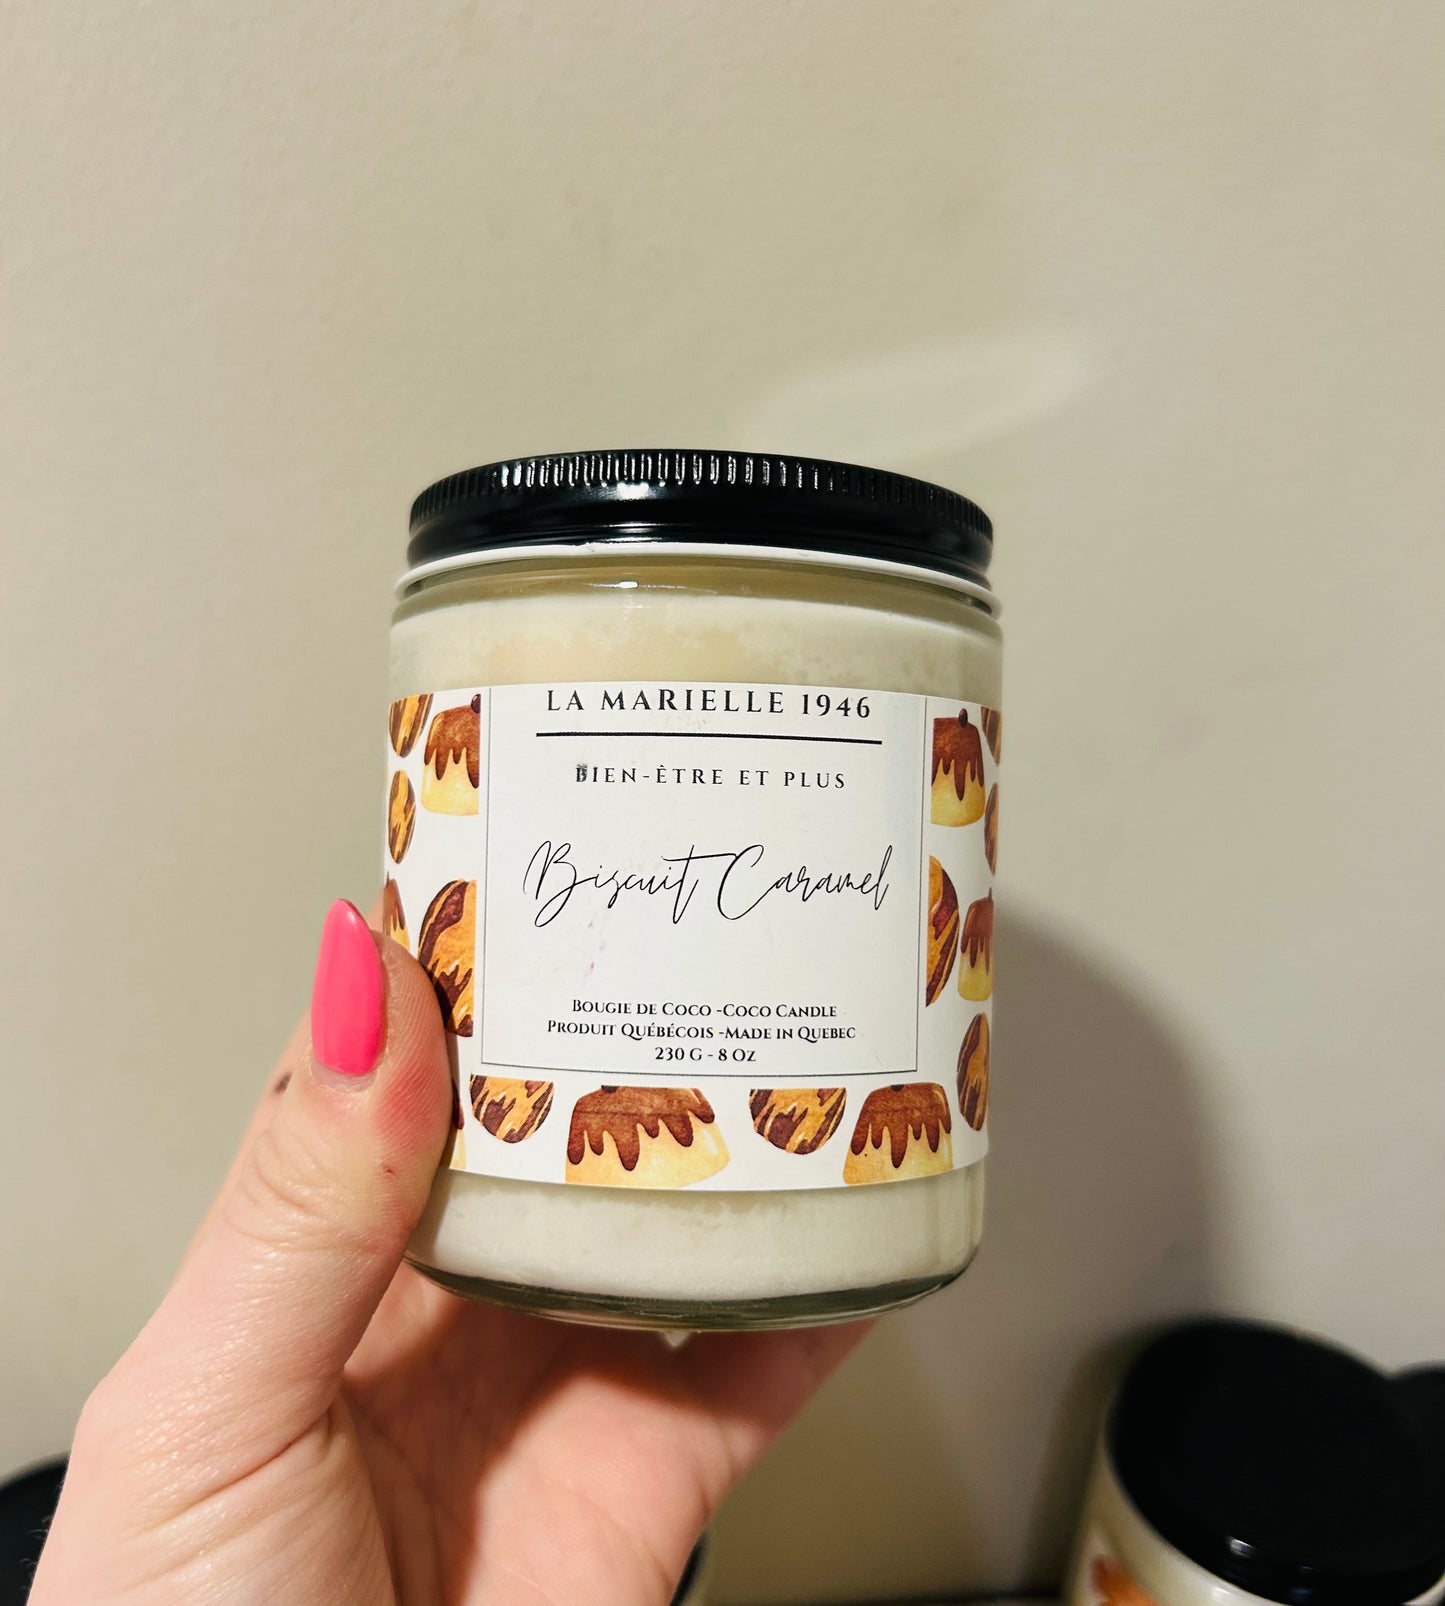 LA MARIELLE 1946
BIEN-ÊTRE ET PLUS
Biscuit Caramel
BOUGIE DE COCO -COCO CANDLE
PRODUIT QUÉBÉCOIS -MADE IN QUEBEC
230 G - 8 OZ